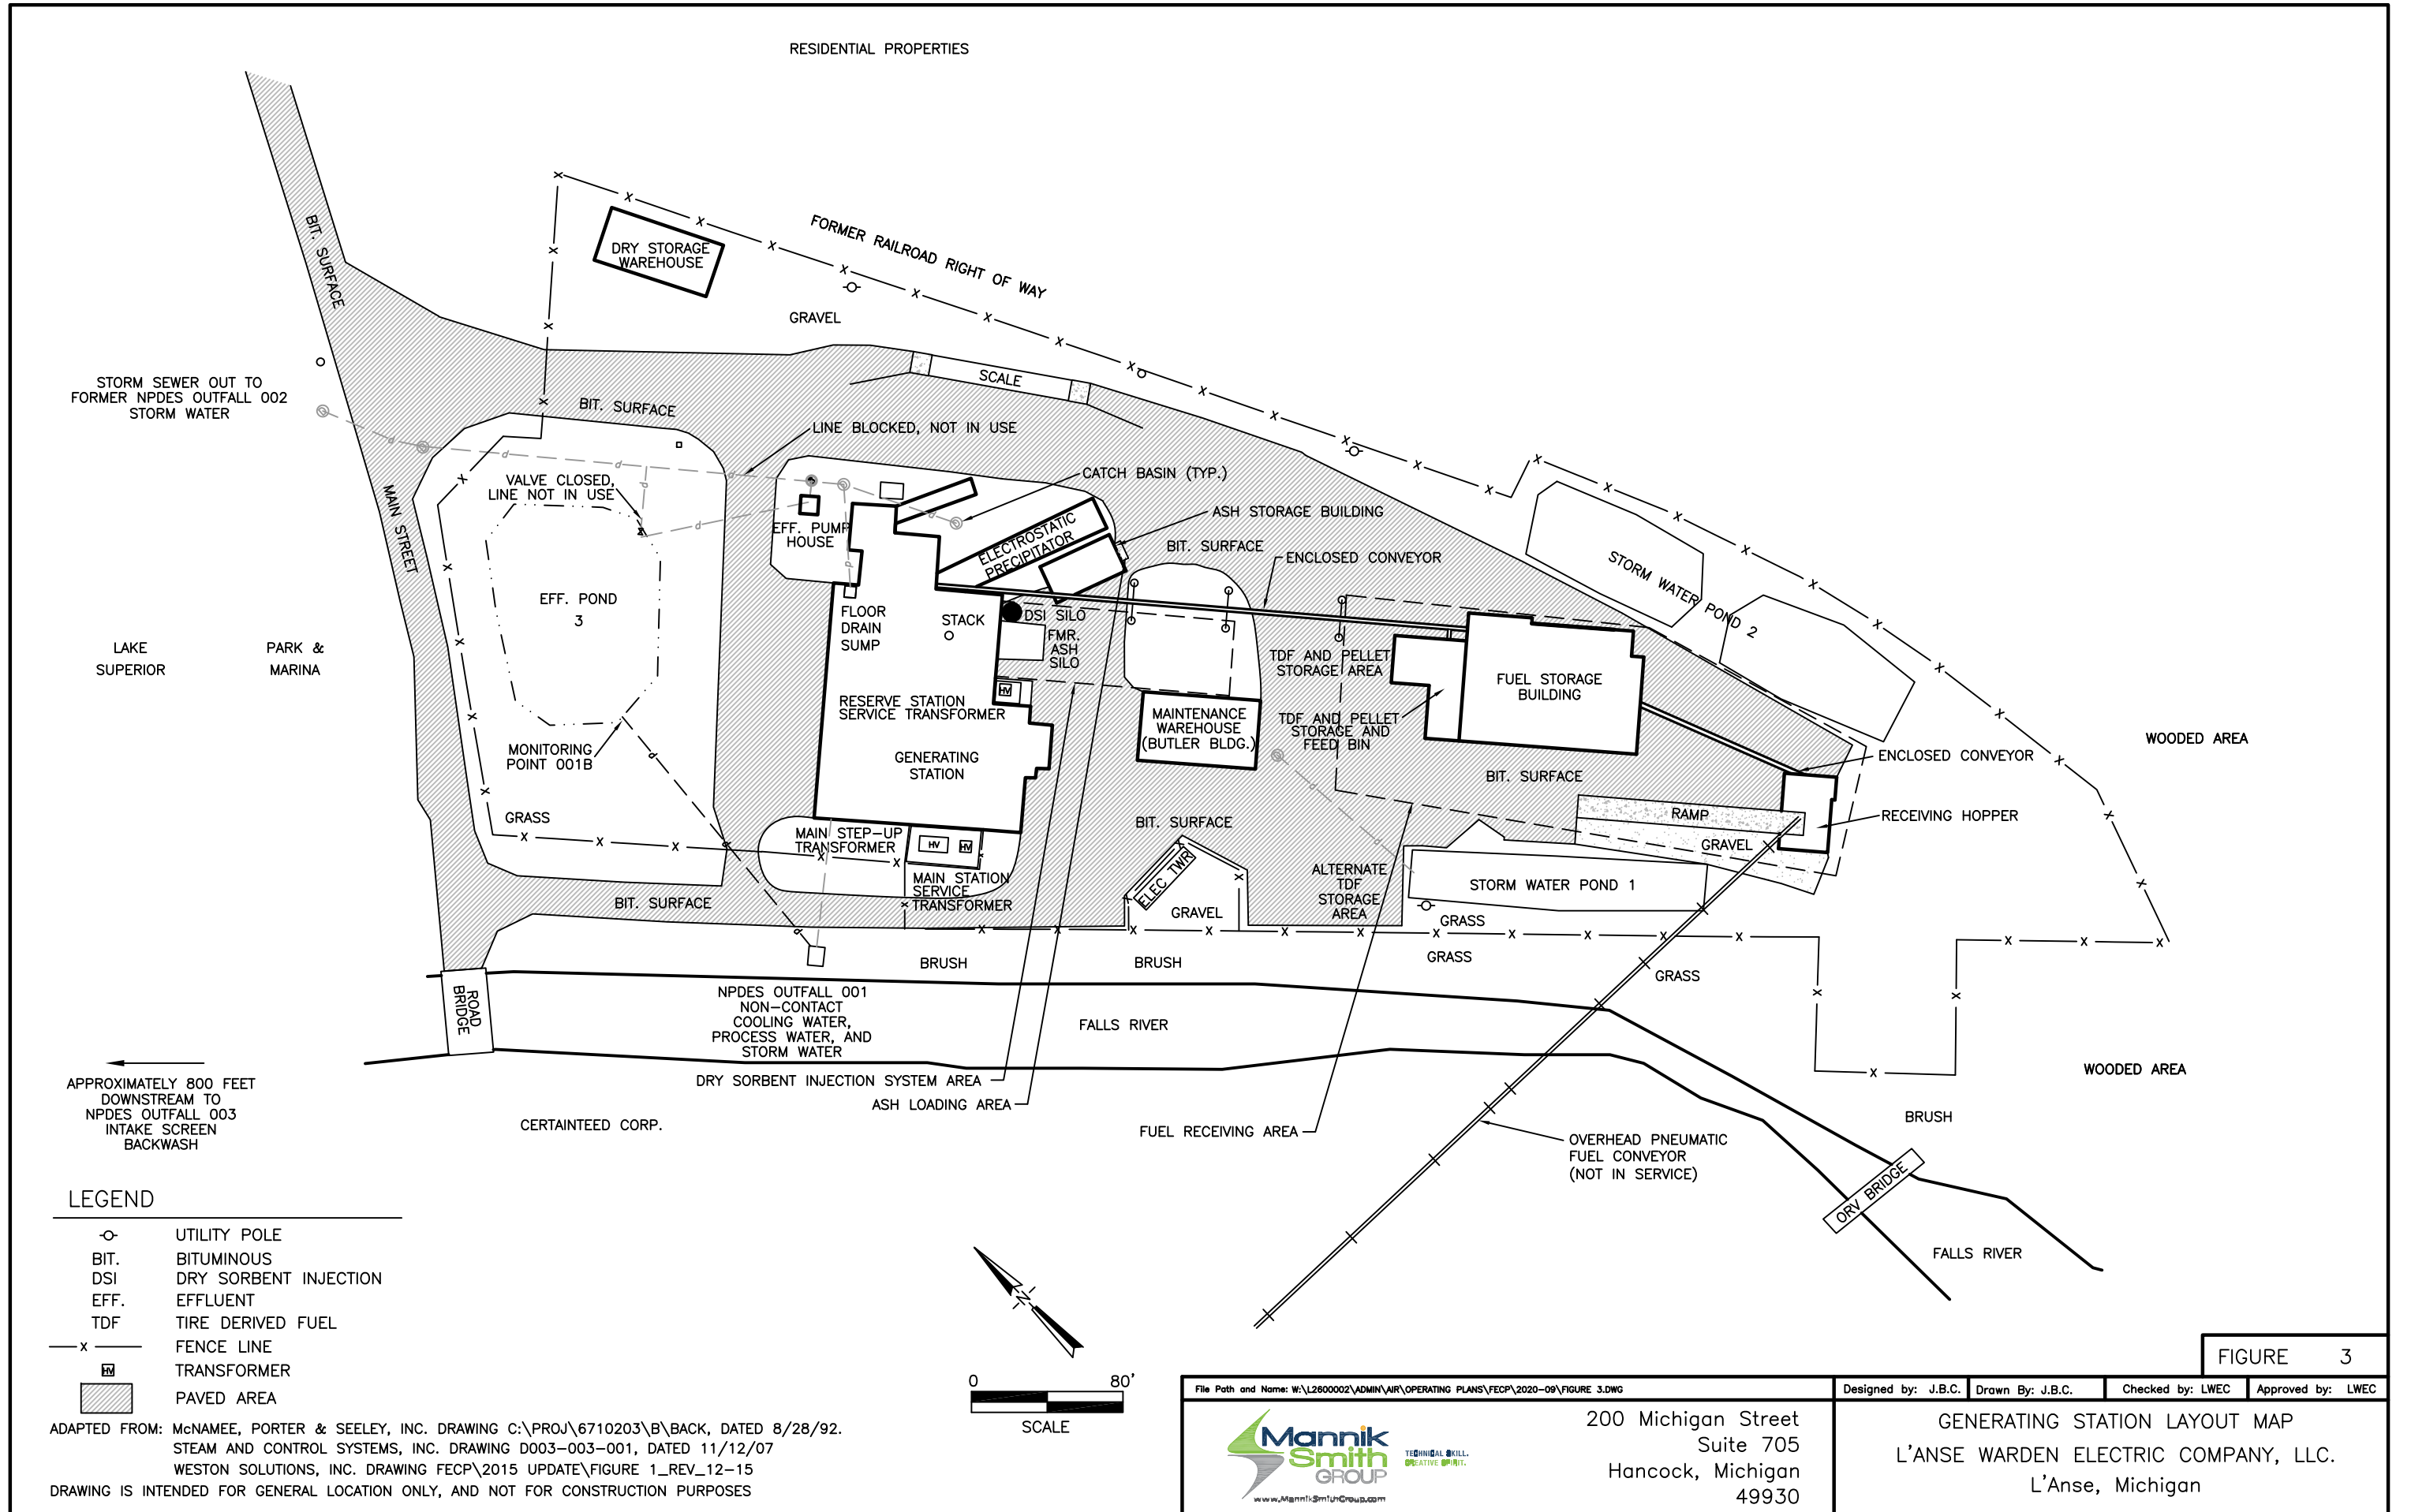 RESIDENTIAL PROPERTIES
BIT. SURFACE
DRY STORAGE
WAREHOUSE
FORMER RAILROAD RIGHT OF WAY
GRAVEL
SCALE
STORM SEWER OUT TO
FORMER NPDES OUTFALL 002
STORM WATER
BIT. SURFACE
LINE BLOCKED, NOT IN USE
CATCH BASIN (TYP.)
VALVE CLOSED,
LINE NOT IN USE
MAIN STREET
EFF. PUMP
HOUSE
ELECTROSTATIC
PRECIPITATOR
ASH STORAGE BUILDING
BIT. SURFACE
ENCLOSED CONVEYOR
STORM WATER POND 2
EFF. POND
3
FLOOR
DRAIN
SUMP
STACK
DSI SILO
FMR.
ASH
SILO
LAKE
SUPERIOR
PARK &
MARINA
TDF AND PELLET
STORAGE AREA
FUEL STORAGE
BUILDING
RESERVE STATION
SERVICE TRANSFORMER
HV
MAINTENANCE
WAREHOUSE
(BUTLER BLDG.)
TDF AND PELLET
STORAGE AND
FEED BIN
WOODED AREA
MONITORING
POINT 001B
GENERATING
STATION
BIT. SURFACE
ENCLOSED CONVEYOR
GRASS
MAIN STEP-UP
TRANSFORMER
HV
HV
BIT. SURFACE
RAMP
RECEIVING HOPPER
GRAVEL
MAIN STATION
SERVICE
TRANSFORMER
ELEC TWR
GRAVEL
ALTERNATE
TDF
STORAGE
AREA
STORM WATER POND 1
BIT. SURFACE
GRASS
BRUSH
BRUSH
GRASS
GRASS
ROAD
BRIDGE
NPDES OUTFALL 001
NON-CONTACT
COOLING WATER,
PROCESS WATER, AND
STORM WATER
FALLS RIVER
WOODED AREA
APPROXIMATELY 800 FEET
DOWNSTREAM TO
NPDES OUTFALL 003
INTAKE SCREEN
BACKWASH
DRY SORBENT INJECTION SYSTEM AREA
ASH LOADING AREA
CERTAINTEED CORP.
FUEL RECEIVING AREA
BRUSH
OVERHEAD PNEUMATIC
FUEL CONVEYOR
(NOT IN SERVICE)
ORV BRIDGE
FALLS RIVER
LEGEND
UTILITY POLE
BIT. BITUMINOUS
DSI DRY SORBENT INJECTION
EFF. EFFLUENT
TDF TIRE DERIVED FUEL
x FENCE LINE
HV TRANSFORMER
PAVED AREA
N
0 80'
SCALE
ADAPTED FROM: McNAMEE, PORTER & SEELEY, INC. DRAWING C:\PROJ\6710203\B\BACK, DATED 8/28/92.
STEAM AND CONTROL SYSTEMS, INC. DRAWING D003-003-001, DATED 11/12/07
WESTON SOLUTIONS, INC. DRAWING FECP\2015 UPDATE\FIGURE 1_REV_12-15
DRAWING IS INTENDED FOR GENERAL LOCATION ONLY, AND NOT FOR CONSTRUCTION PURPOSES
FIGURE 3
File Path and Name: W:\L2600002\ADMIN\AIR\OPERATING PLANS\FECP\2020-09\FIGURE 3.DWG
Designed by: J.B.C.
Drawn By: J.B.C.
Checked by: LWEC
Approved by: LWEC
Mannik
Smith
GROUP
www.MannikSmithGroup.com
TECHNICAL SKILL.
CREATIVE SPIRIT.
200 Michigan Street
Suite 705
Hancock, Michigan
49930
GENERATING STATION LAYOUT MAP
L'ANSE WARDEN ELECTRIC COMPANY, LLC.
L'Anse, Michigan